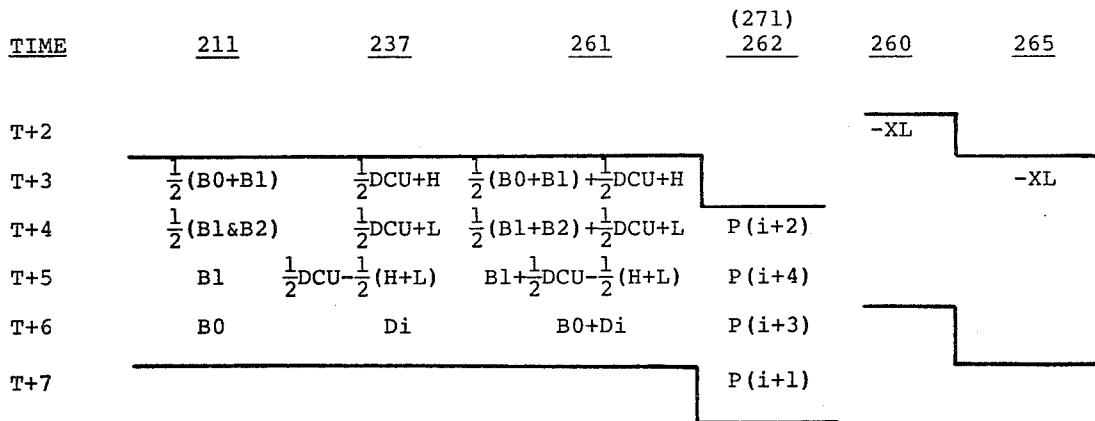 (271)
TIME 211 237 261 262 260 265
T+2 -XL
T+3 ½(B0+B1) ½DCU+H ½(B0+B1)+½DCU+H -XL
T+4 ½(B1&B2) ½DCU+L ½(B1+B2)+½DCU+L P(i+2)
T+5 B1 ½DCU-½(H+L) B1+½DCU-½(H+L) P(i+4)
T+6 B0 Di B0+Di P(i+3)
T+7 P(i+1)